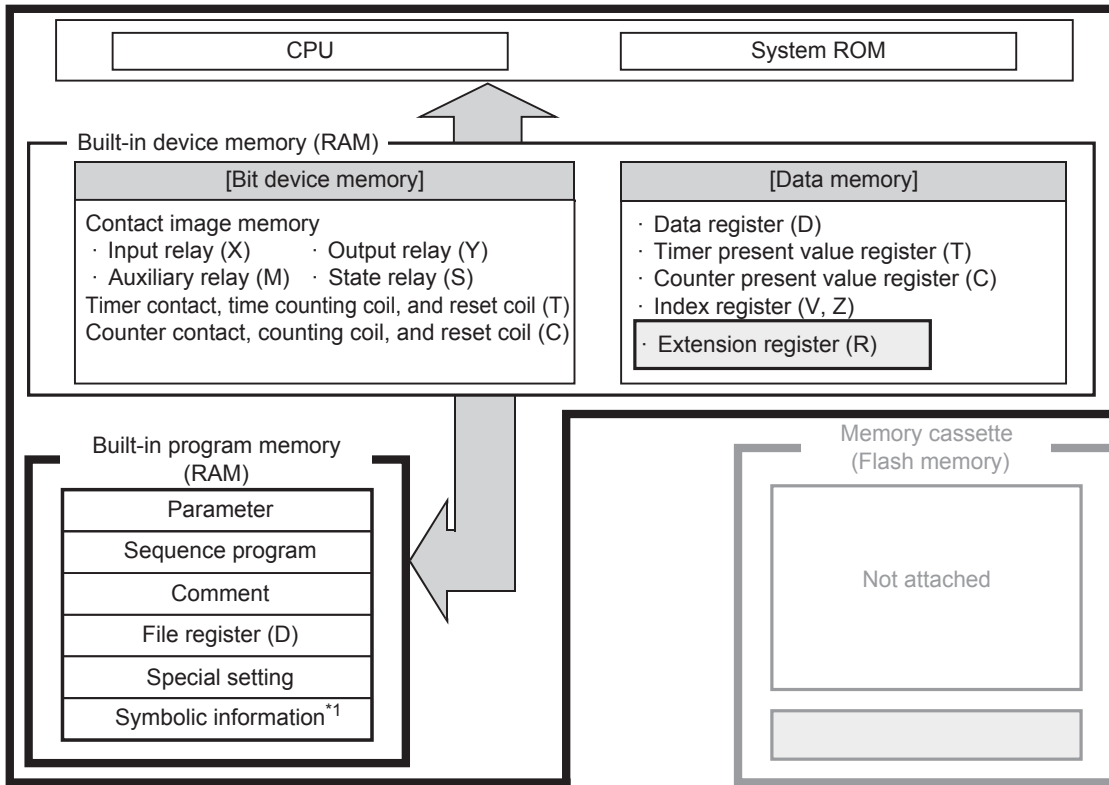 CPU
System ROM
Built-in device memory (RAM)
[Bit device memory]
Contact image memory
· Input relay (X) · Output relay (Y)
· Auxiliary relay (M) · State relay (S)
Timer contact, time counting coil, and reset coil (T)
Counter contact, counting coil, and reset coil (C)
[Data memory]
· Data register (D)
· Timer present value register (T)
· Counter present value register (C)
· Index register (V, Z)
· Extension register (R)
Built-in program memory
(RAM)
Parameter
Sequence program
Comment
File register (D)
Special setting
Symbolic information*1
Memory cassette
(Flash memory)
Not attached